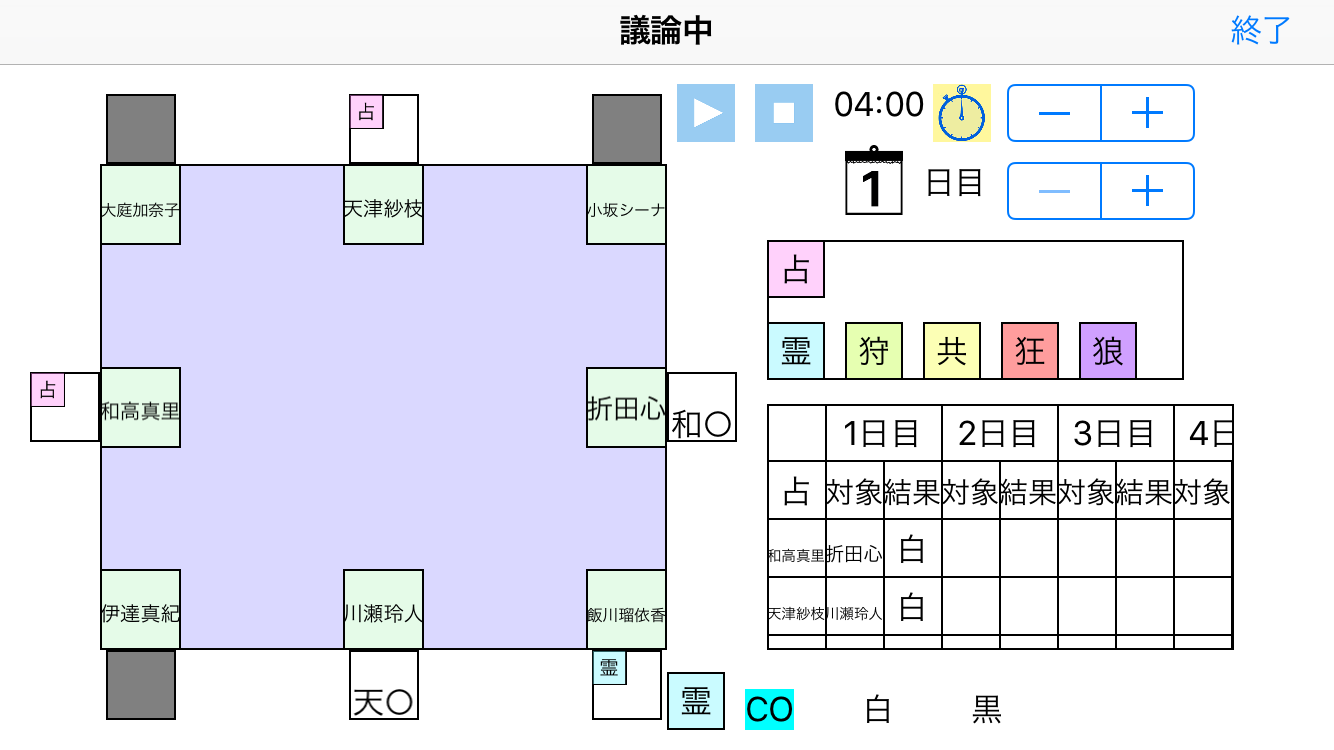 議論中
終了
占
04:00
1 日目
大庭加奈子
天津紗枝
小坂シーナ
占
和高真里
折田心
和〇
伊達真紀
川瀬玲人
飯川瑠依香
天〇
霊
占
霊 狩 共 狂 狼
1日目 2日目 3日目 4日
占 対象 結果 対象 結果 対象 結果 対象
和高真里 折田心 白
天津紗枝 川瀬玲人 白
霊 CO 白 黒